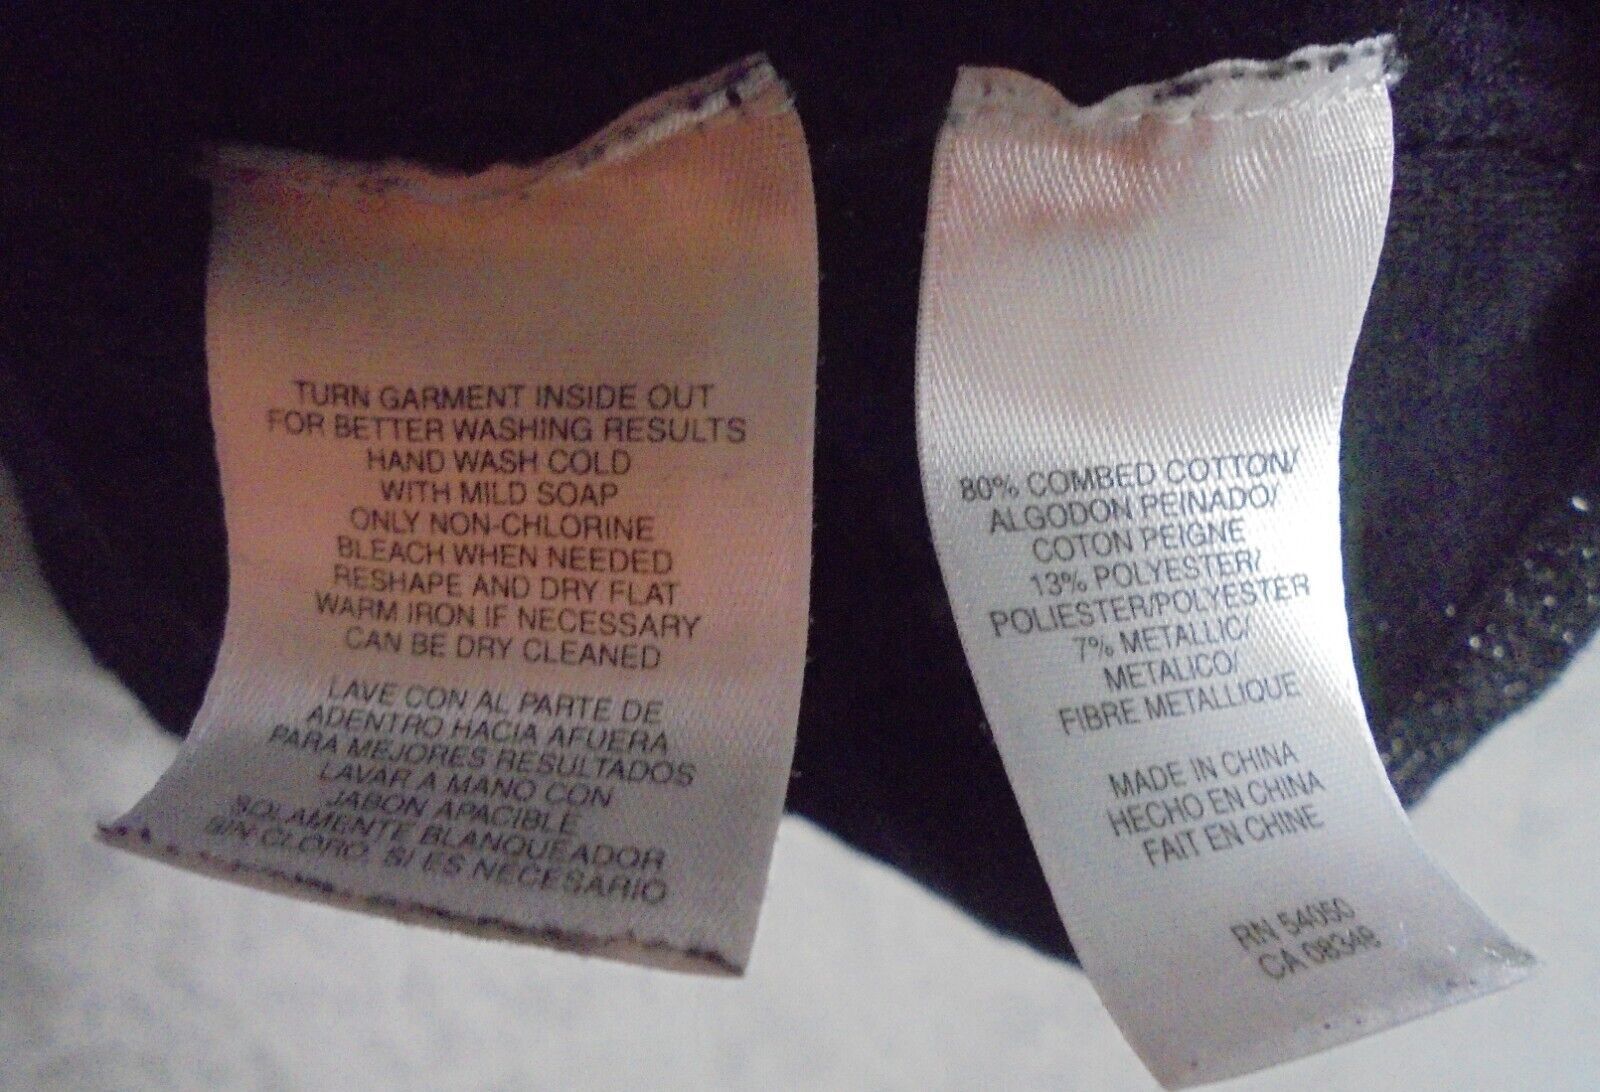 TURN GARMENT INSIDE OUT
FOR BETTER WASHING RESULTS
HAND WASH COLD
WITH MILD SOAP
ONLY NON-CHLORINE
BLEACH WHEN NEEDED
RESHAPE AND DRY FLAT
WARM IRON IF NECESSARY
CAN BE DRY CLEANED
LAVE CON AL PARTE DE
ADENTRO HACIA AFUERA
PARA MEJORES RESULTADOS
LAVAR A MANO CON
JABON APACIBLE
SOLAMENTE BLANQUEADOR
SIN CLORO, SI ES NECESARIO
80% COMBED COTTON/
ALGODON PEINADO/
COTON PEIGNE
13% POLYESTER/
POLIESTER/POLYESTER
7% METALLIC/
METALICO/
FIBRE METALLIQUE
MADE IN CHINA
HECHO EN CHINA
FAIT EN CHINE
RN 54050
CA 08348